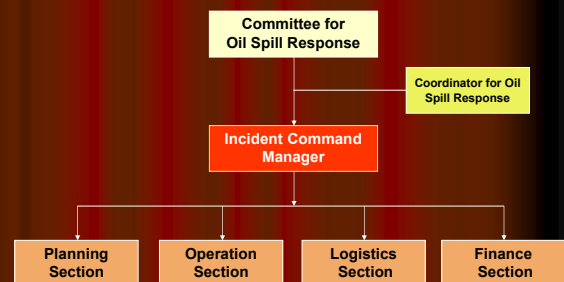 Committee for
Oil Spill Response
Coordinator for Oil
Spill Response
Incident Command
Manager
Planning
Section
Operation
Section
Logistics
Section
Finance
Section